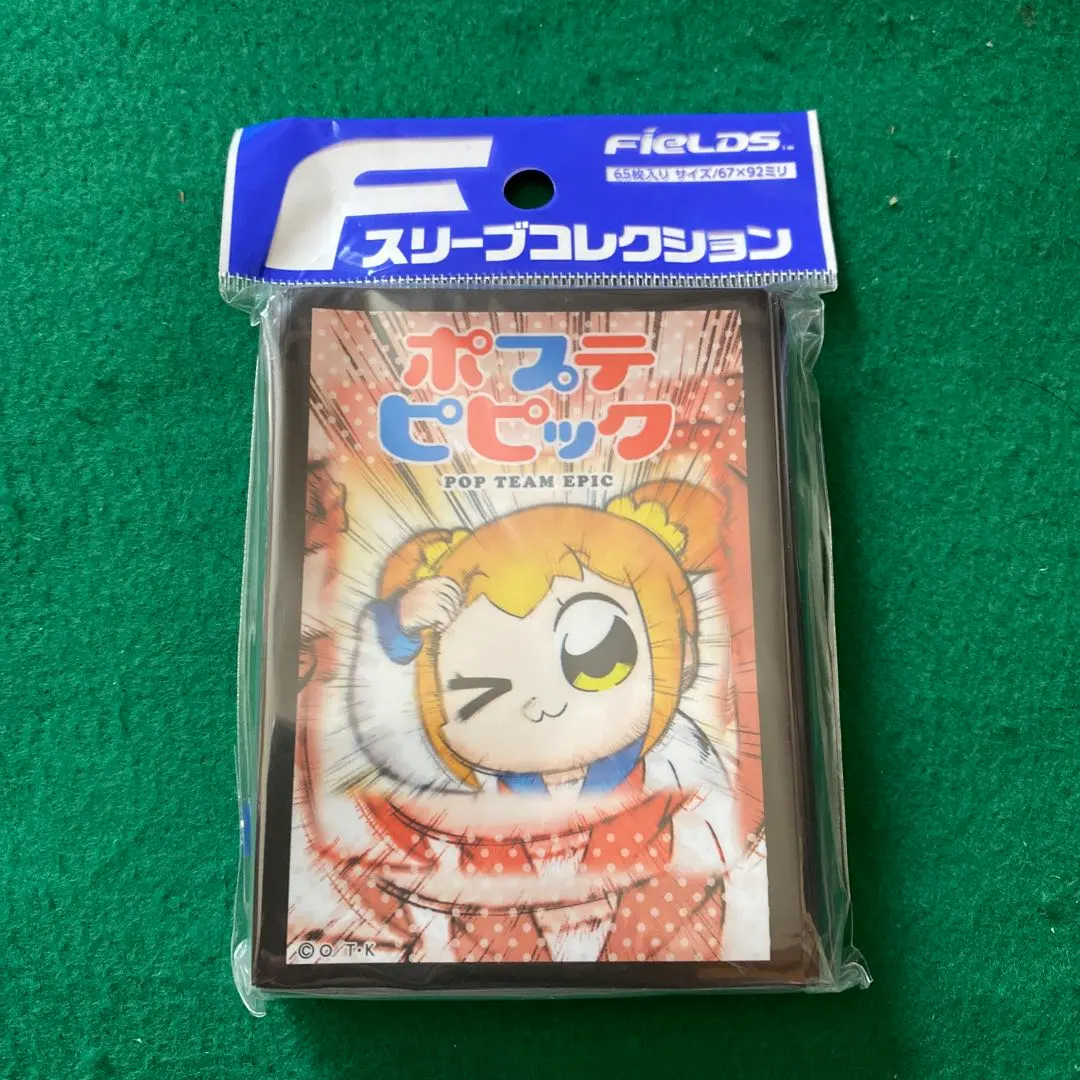 F
FIELDS™
65枚入り サイズ/67×92ミリ
スリーブコレクション
ポプテ
ピピック
POP TEAM EPIC
©O/T・K